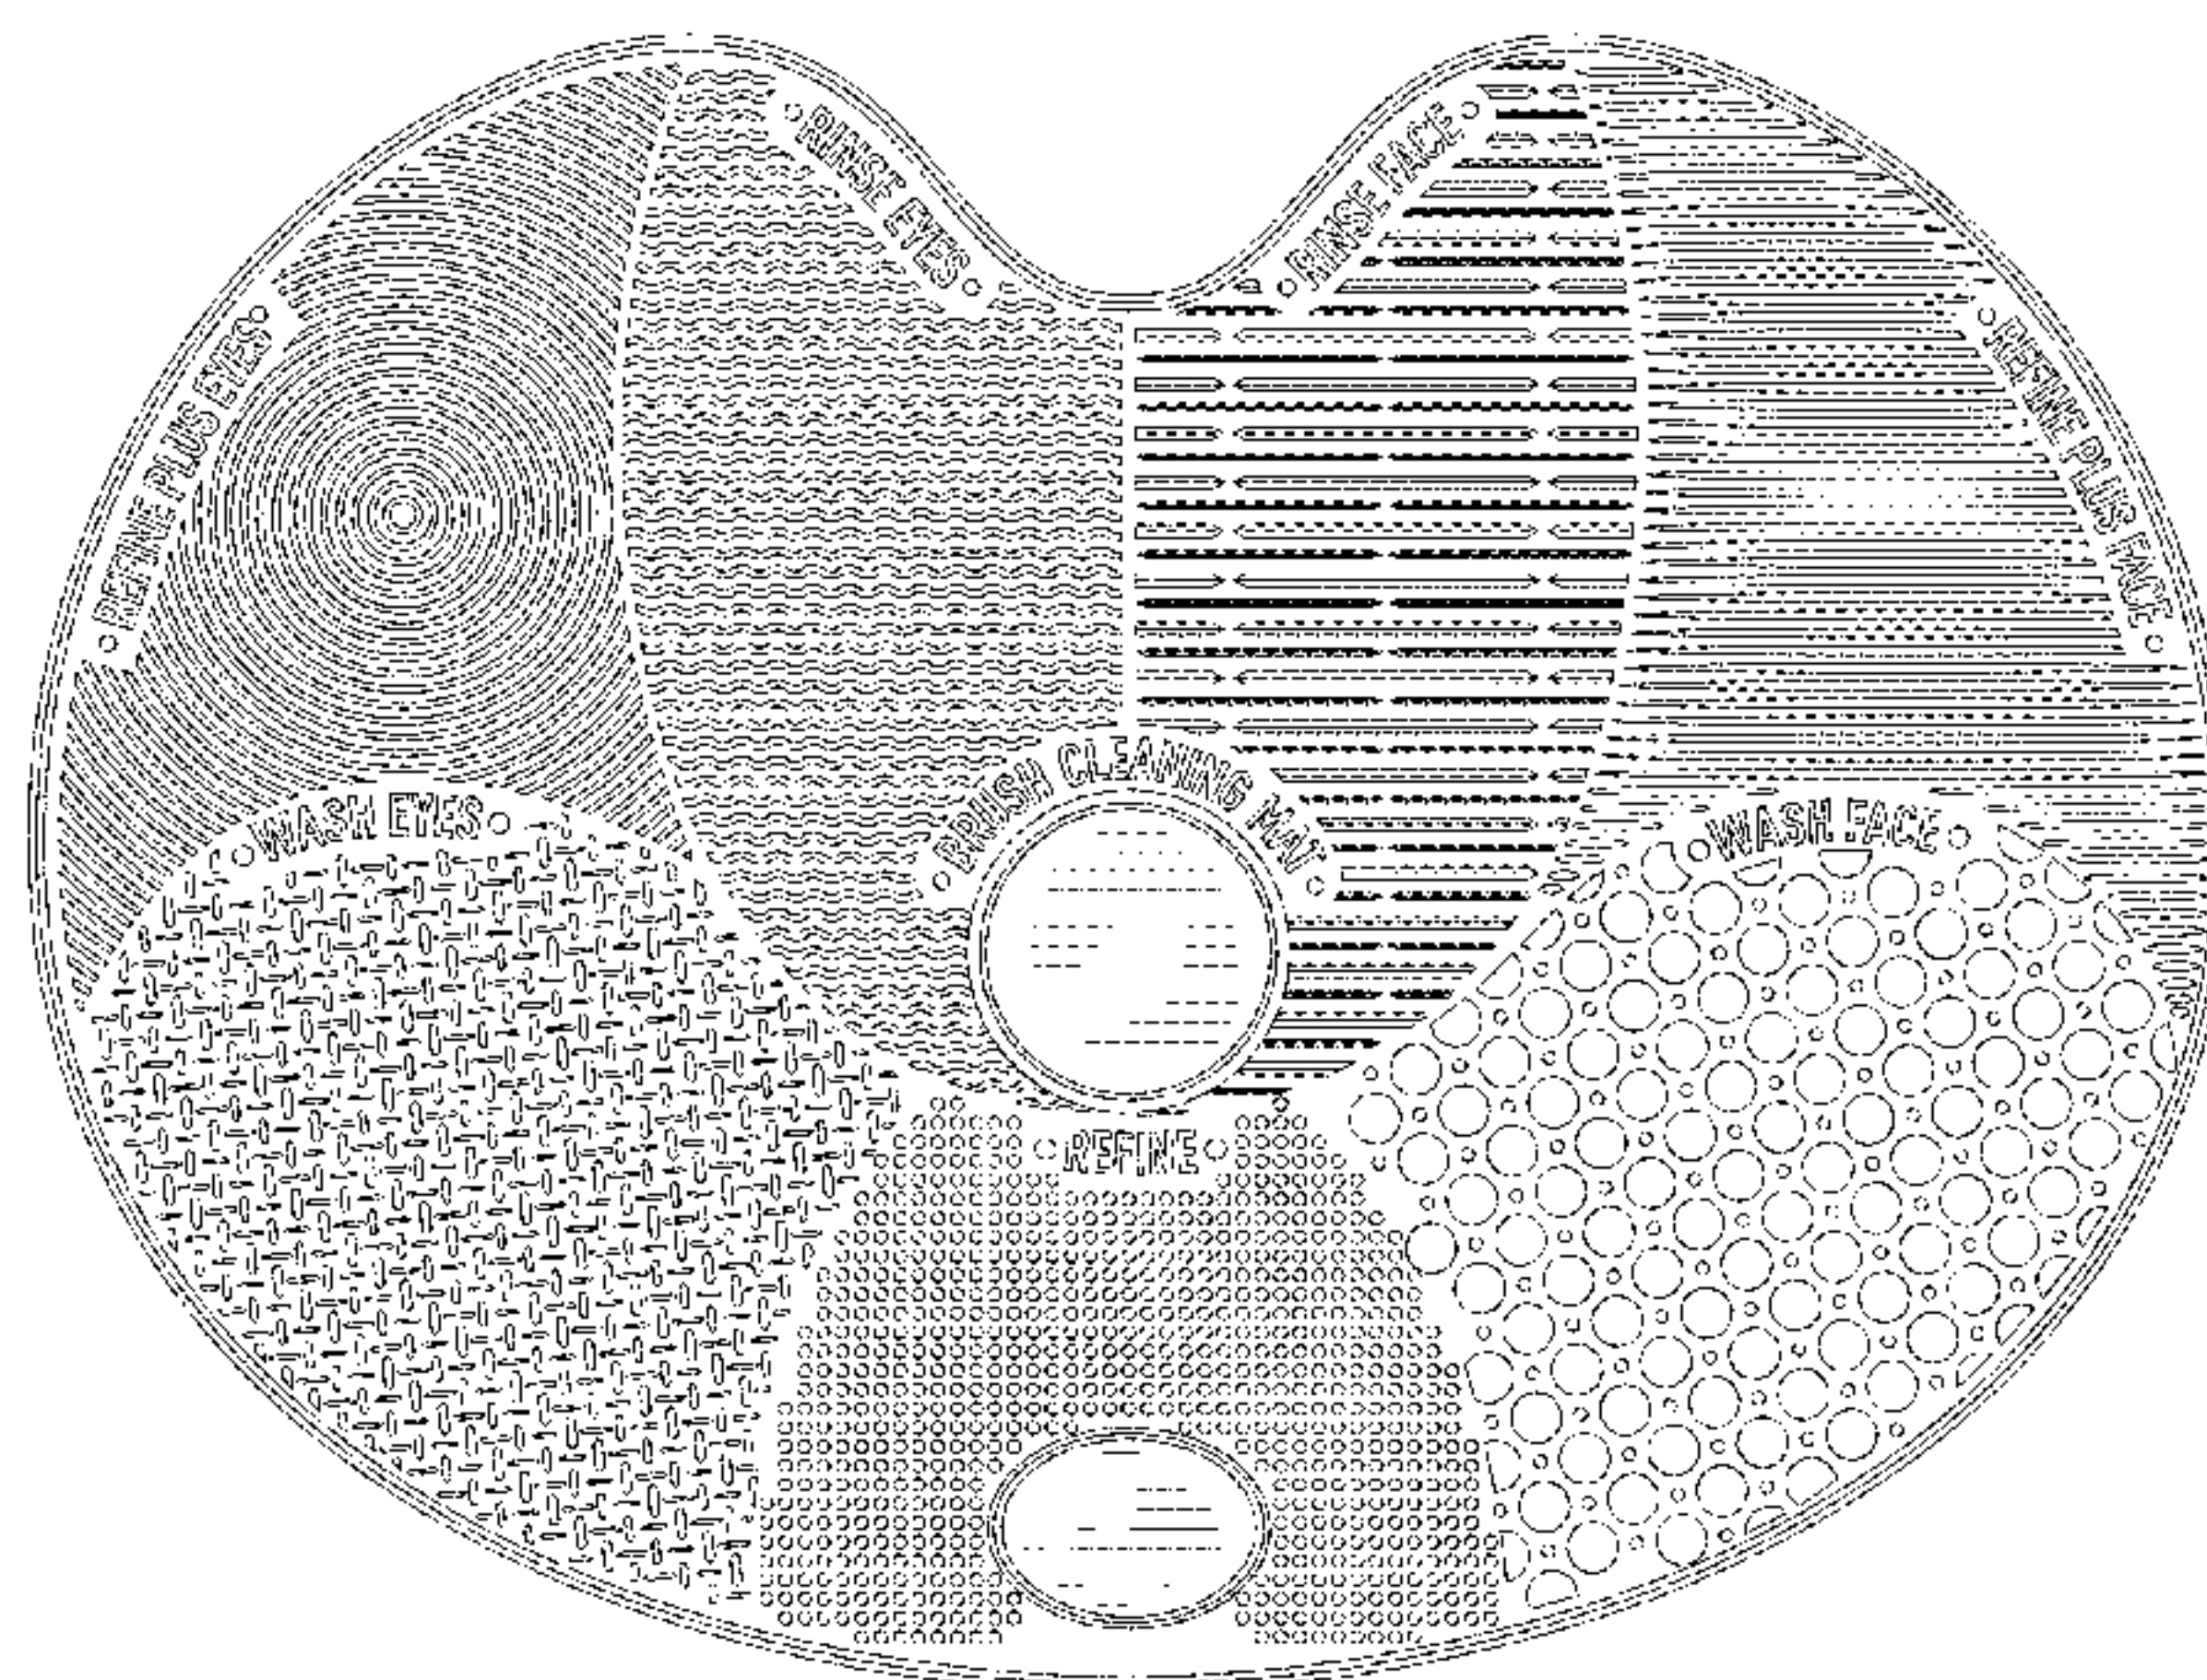 RINSE EYES
RINSE FACE
REFINE PLUS EYES
REFINE PLUS FACE
BRUSH CLEANING MAT
WASH EYES
WASH FACE
REFINE